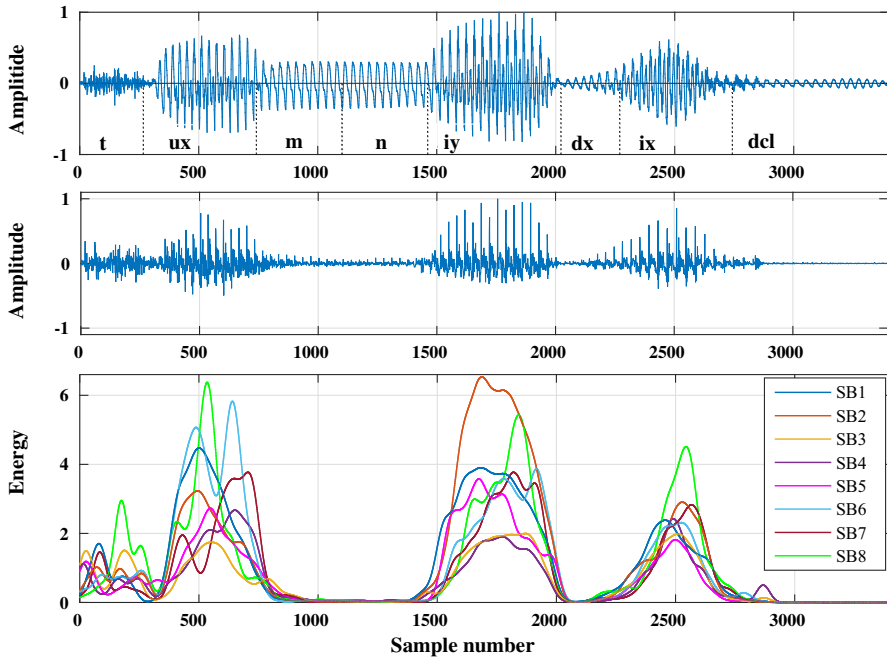 Amplitide
1
0
-1
t ux m n iy dx ix dcl
0 500 1000 1500 2000 2500 3000
Amplitude
1
0
-1
0 500 1000 1500 2000 2500 3000
Energy
6
4
2
0
0 500 1000 1500 2000 2500 3000
Sample number
SB1
SB2
SB3
SB4
SB5
SB6
SB7
SB8